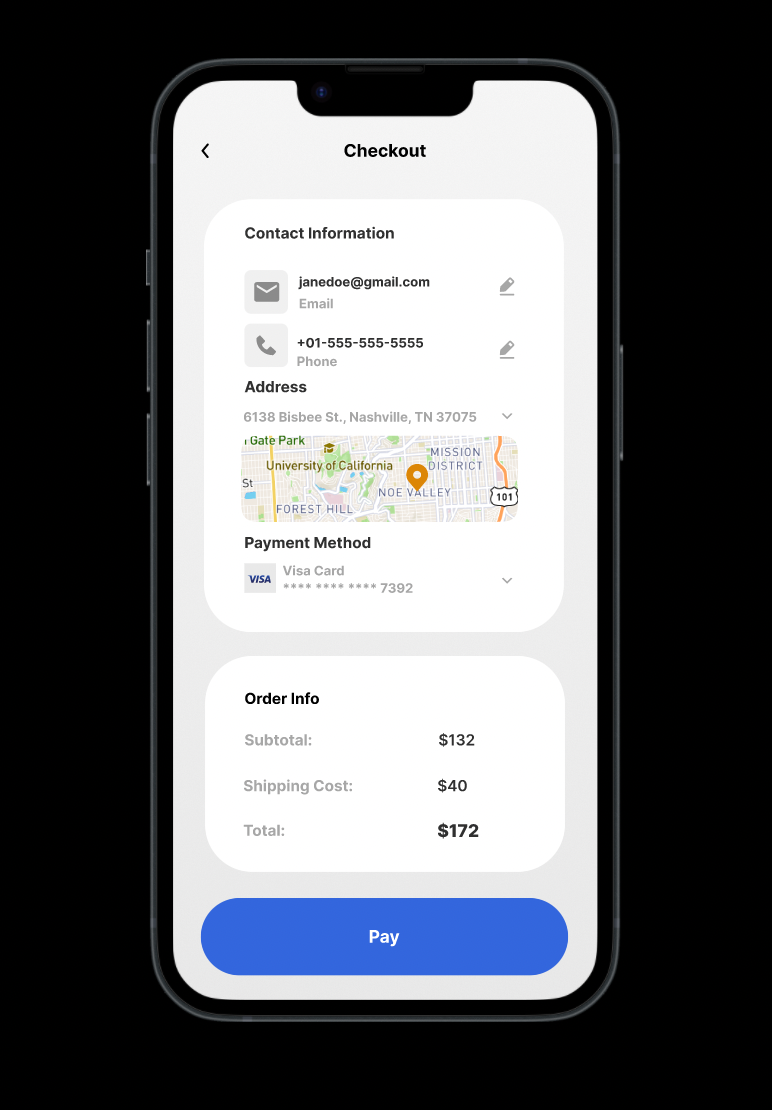 Checkout
Contact Information
janedoe@gmail.com
Email
+01-555-555-5555
Phone
Address
6138 Bisbee St., Nashville, TN 37075
Gate Park
University of California
MISSION
DISTRICT
St
NOE VALLEY
101
FOREST HILL
Payment Method
VISA
Visa Card
**** **** **** 7392
Order Info
Subtotal: $132
Shipping Cost: $40
Total: $172
Pay